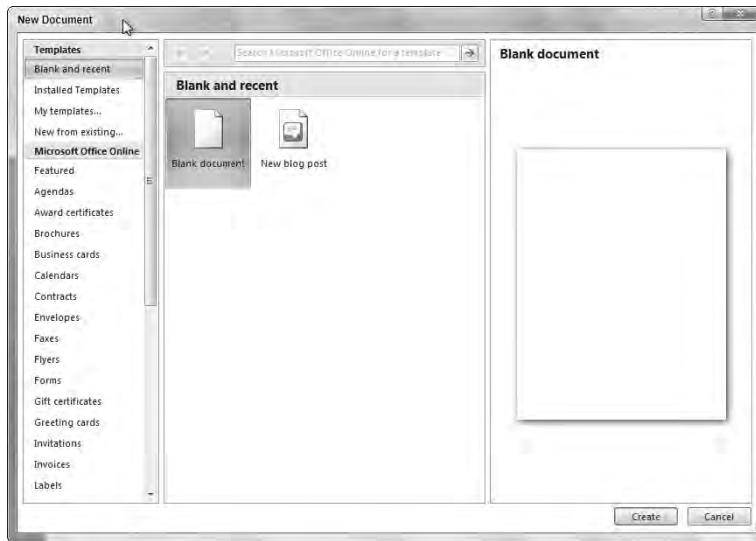 New Document
Templates
Blank and recent
Installed Templates
My templates...
New from existing...
Microsoft Office Online
Featured
Agendas
Award certificates
Brochures
Business cards
Calendars
Contracts
Envelopes
Faxes
Flyers
Forms
Gift certificates
Greeting cards
Invitations
Invoices
Labels
Search Microsoft Office Online for a template
Blank and recent
Blank document
New blog post
Blank document
Create
Cancel